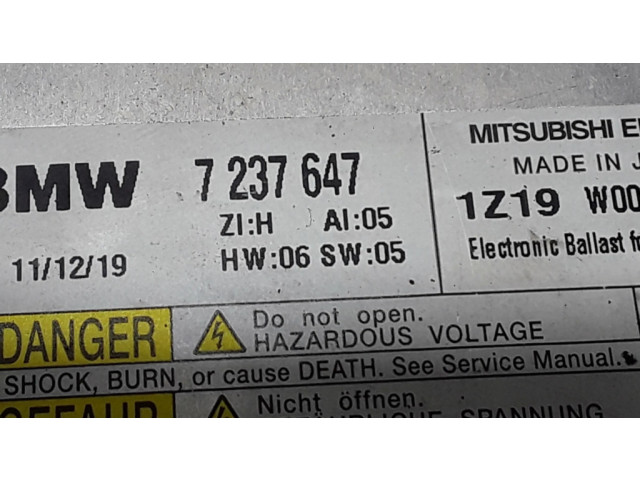 BMW 7 237 647
ZI:H AI:05
11/12/19 HW:06 SW:05
MITSUBISHI
MADE IN
1Z19 W00
Electronic Ballast
DANGER Do not open.
HAZARDOUS VOLTAGE
SHOCK, BURN, or cause DEATH. See Service Manual.
Nicht öffnen.
SPANNUNG